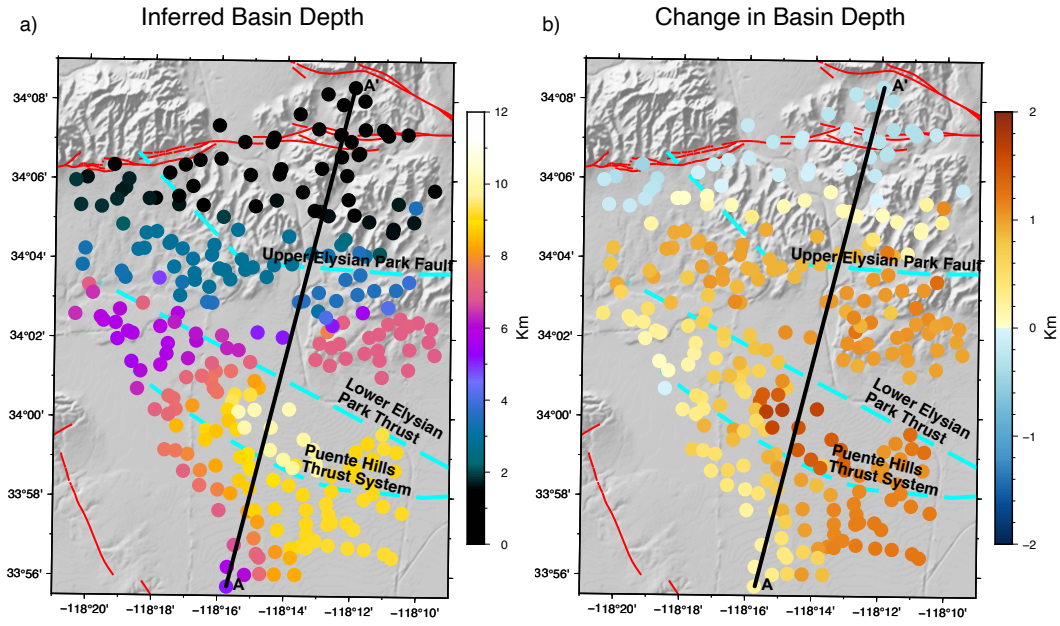 Inferred Basin Depth
a)
A'
34°08'
34°06'
34°04'
34°02'
34°00'
33°58'
33°56'
Upper Elysian Park Fault
Lower Elysian
Park Thrust
Puente Hills
Thrust System
A
−118°20'
−118°18'
−118°16'
−118°14'
−118°12'
−118°10'
12
10
8
6
4
2
0
Km
Change in Basin Depth
b)
A'
34°08'
34°06'
34°04'
34°02'
34°00'
33°58'
33°56'
Upper Elysian Park Fault
Lower Elysian
Park Thrust
Puente Hills
Thrust System
A
−118°20'
−118°18'
−118°16'
−118°14'
−118°12'
−118°10'
2
1
0
−1
−2
Km